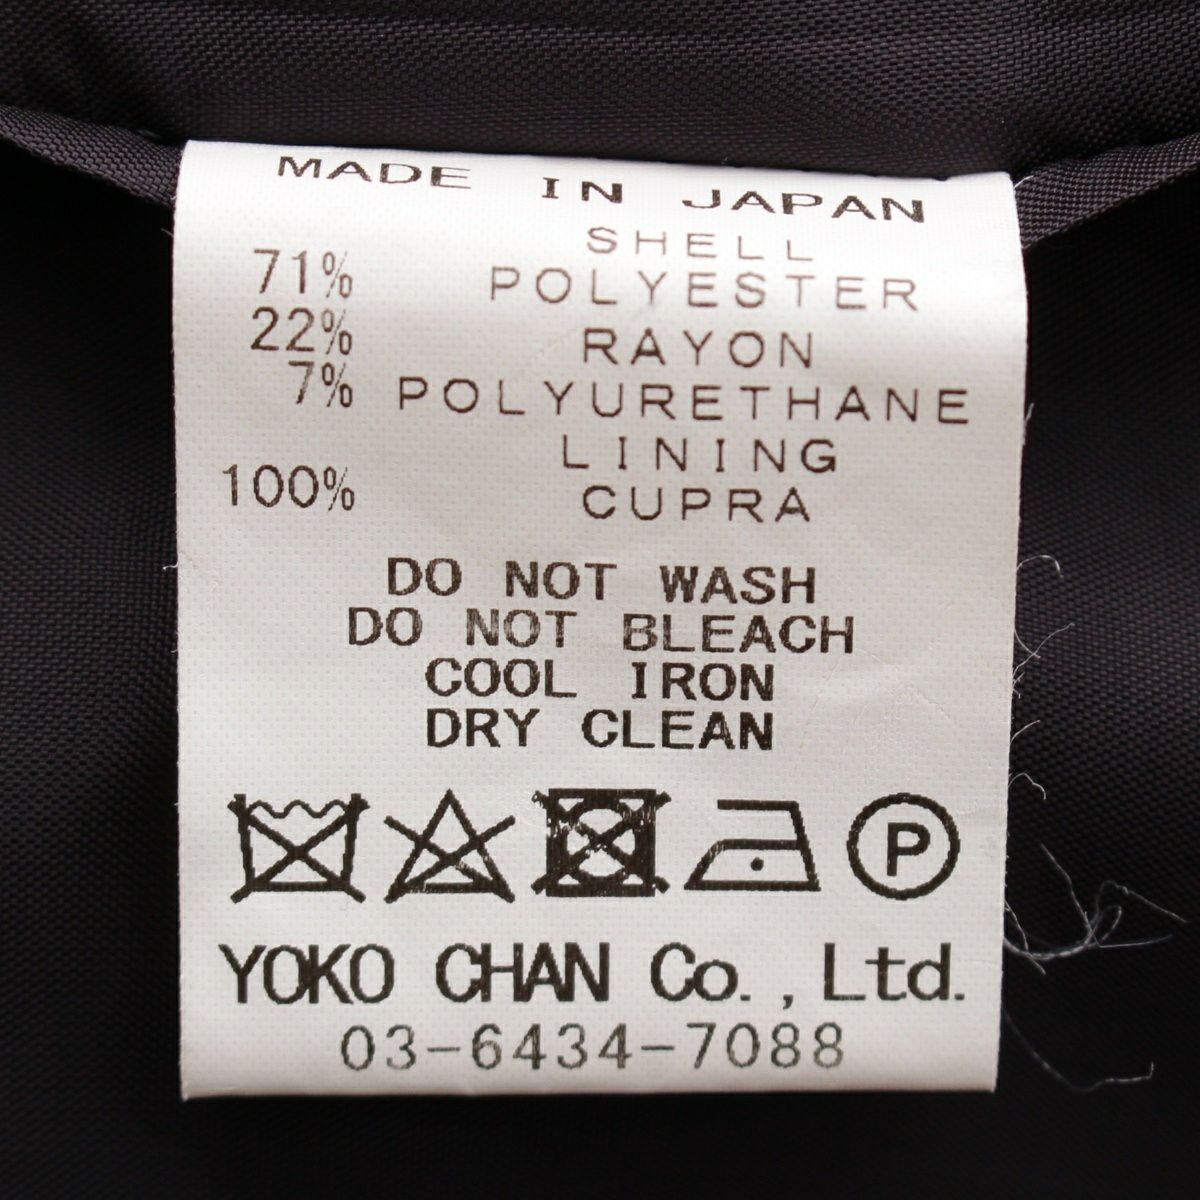 MADE IN JAPAN
SHELL
71% POLYESTER
22% RAYON
7% POLYURETHANE
LINING
100% CUPRA
DO NOT WASH
DO NOT BLEACH
COOL IRON
DRY CLEAN
P
YOKO CHAN Co., Ltd.
03-6434-7088